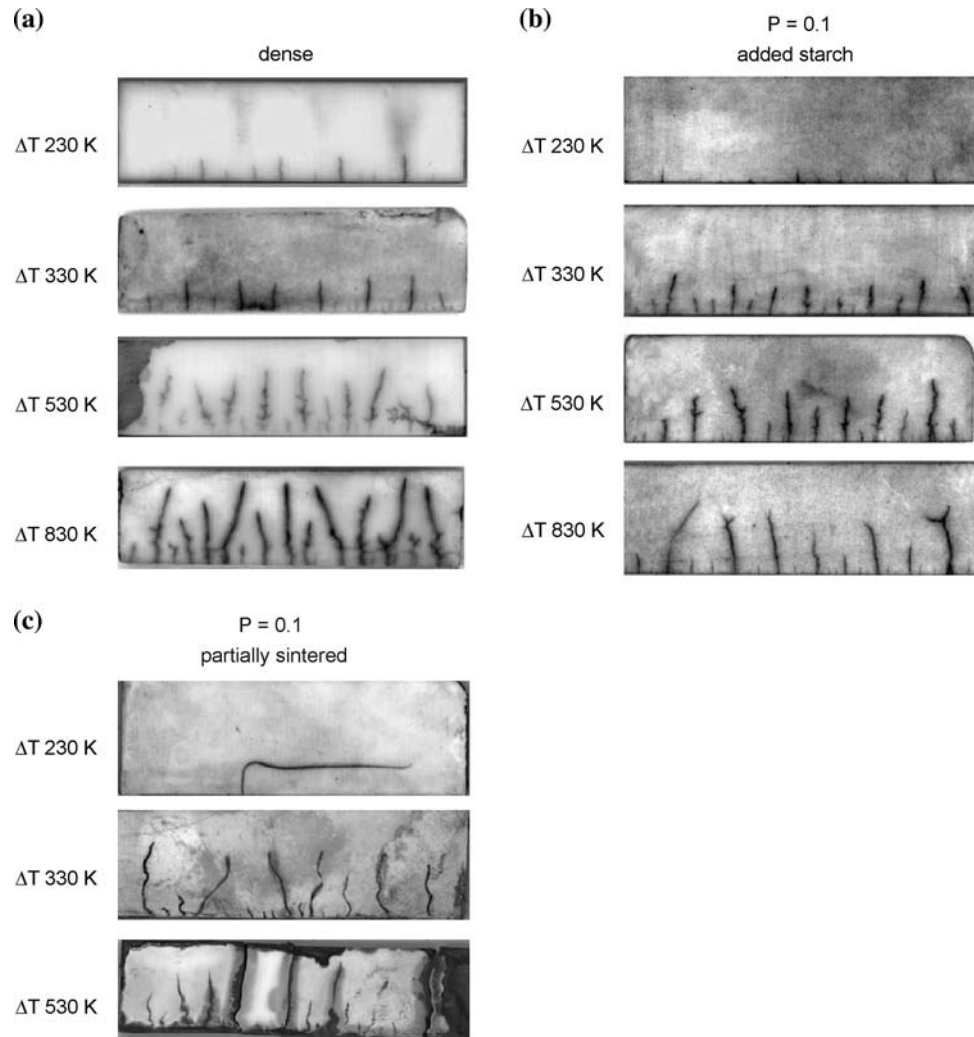 (a)
dense
ΔT 230 K
ΔT 330 K
ΔT 530 K
ΔT 830 K
(b)
P = 0.1
added starch
ΔT 230 K
ΔT 330 K
ΔT 530 K
ΔT 830 K
(c)
P = 0.1
partially sintered
ΔT 230 K
ΔT 330 K
ΔT 530 K